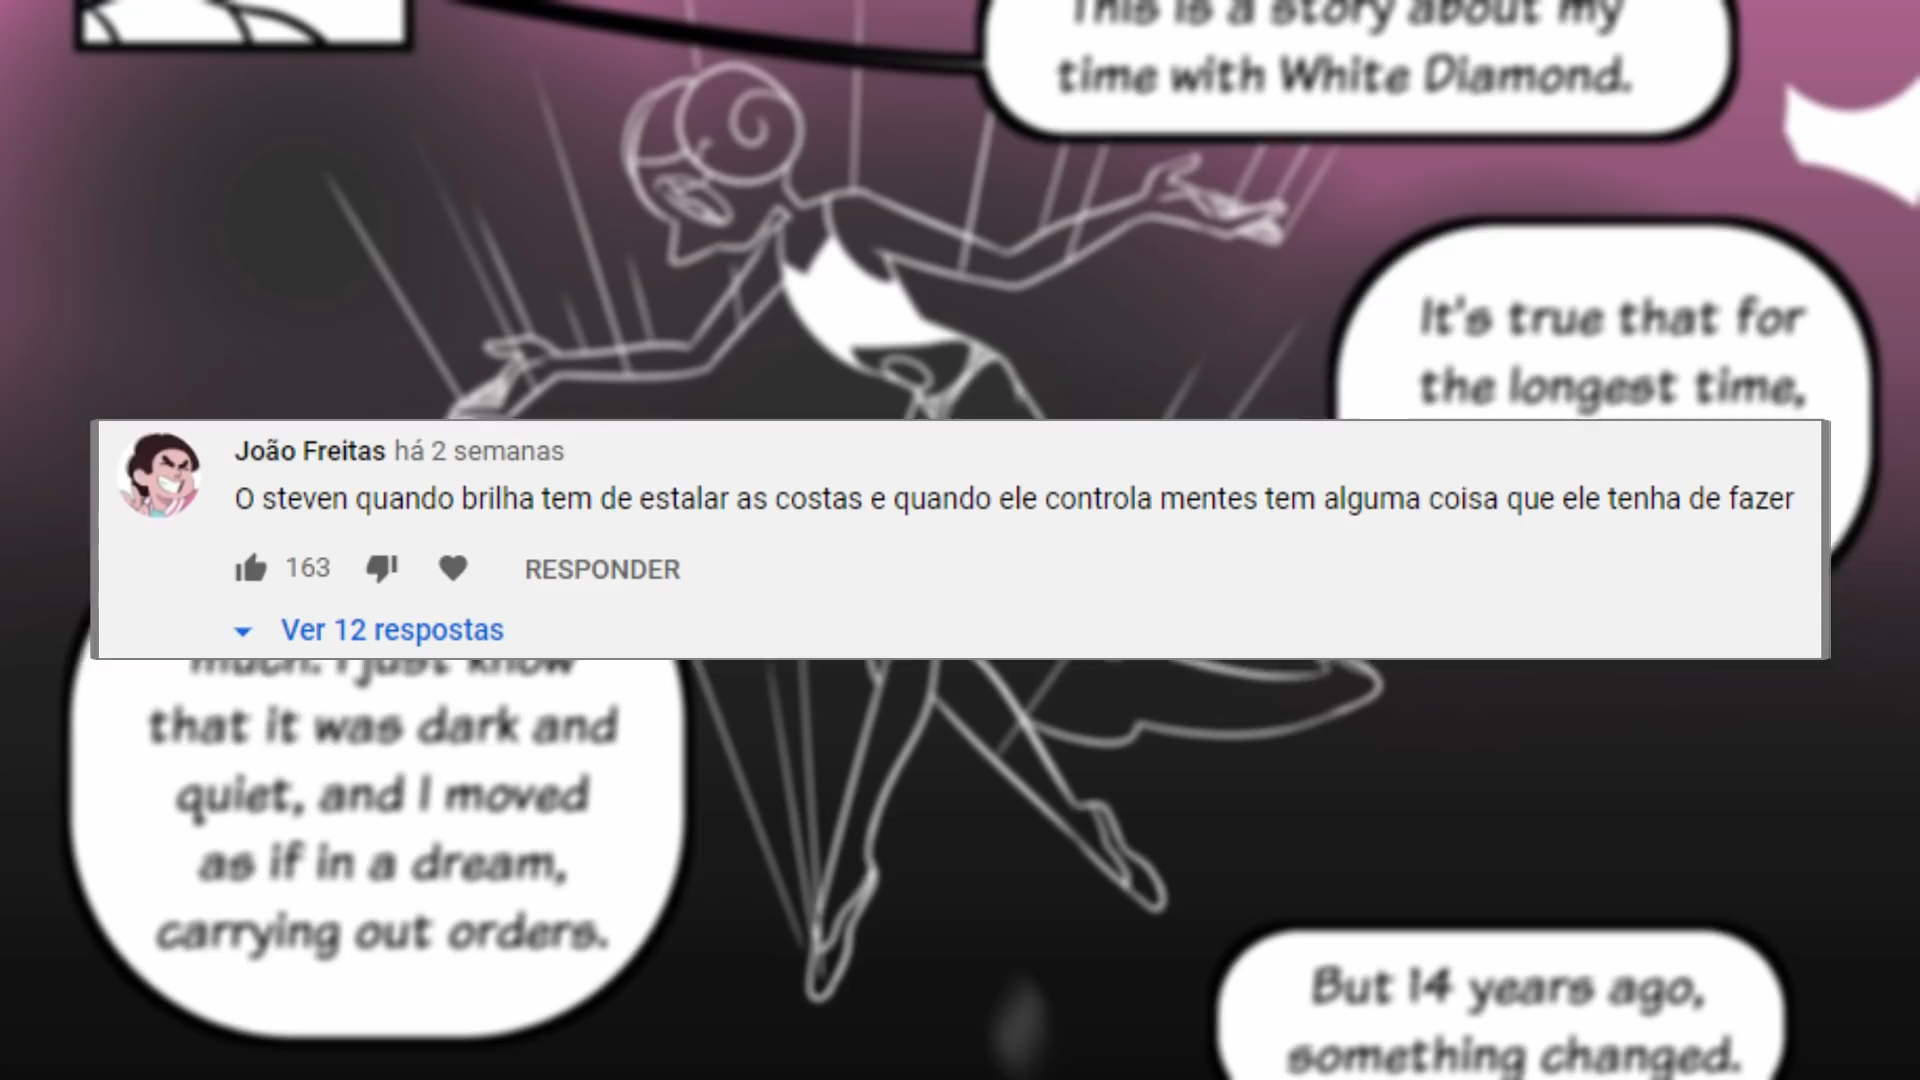 This is a story about my
time with White Diamond.
It's true that for
the longest time,
João Freitas há 2 semanas
O steven quando brilha tem de estalar as costas e quando ele controla mentes tem alguma coisa que ele tenha de fazer
163 RESPONDER
Ver 12 respostas
much. I just know
that it was dark and
quiet, and I moved
as if in a dream,
carrying out orders.
But 14 years ago,
something changed.